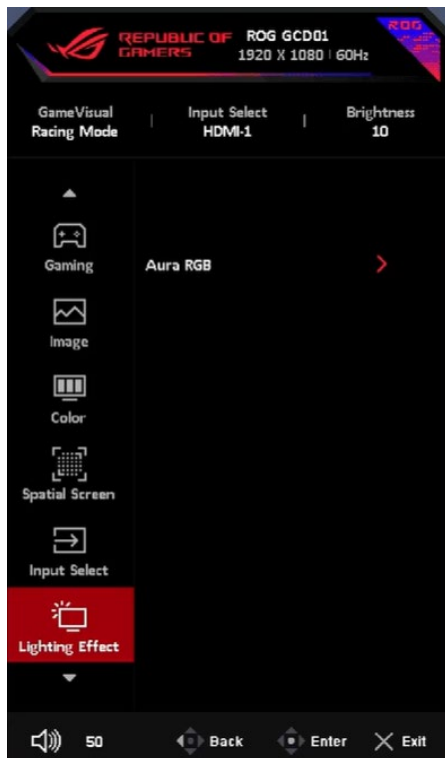 REPUBLIC OF
GAMERS
ROG GCD01
1920 X 1080 | 60Hz
ROG
GameVisual
Racing Mode
Input Select
HDMI-1
Brightness
10
Gaming
Aura RGB
Image
Color
Spatial Screen
Input Select
Lighting Effect
50
Back
Enter
Exit